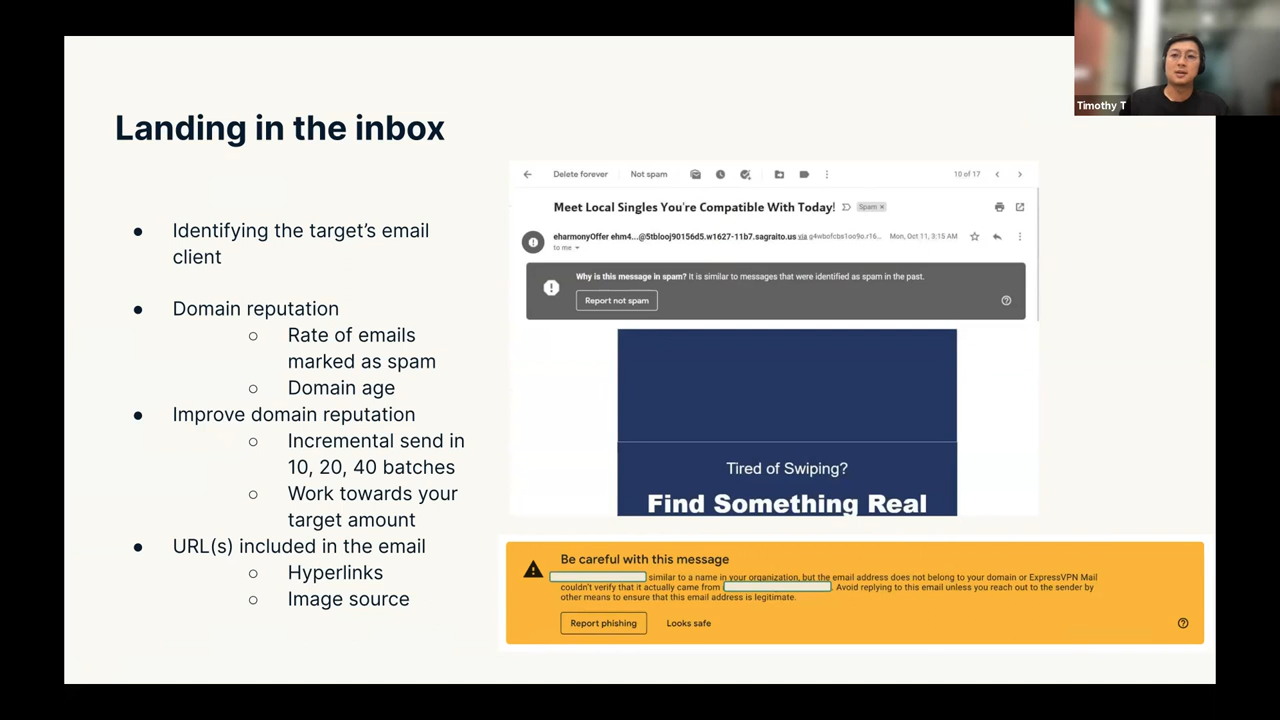 Timothy T
Landing in the inbox
● Identifying the target's email
client
● Domain reputation
○ Rate of emails
marked as spam
○ Domain age
● Improve domain reputation
○ Incremental send in
10, 20, 40 batches
○ Work towards your
target amount
● URL(s) included in the email
○ Hyperlinks
○ Image source
Delete forever Not spam 10 of 17
Meet Local Singles You're Compatible With Today! Spam ×
eharmonyOffer ehm4...@5tblooj90156d5.w1627-11b7.sagraito.us via Mon, Oct 11, 3:15 AM
to me
Why is this message in spam? It is similar to messages that were identified as spam in the past.
Report not spam
Tired of Swiping?
Find Something Real
Be careful with this message
similar to a name in your organization, but the email address does not belong to your domain or ExpressVPN Mail
couldn't verify that it actually came from . Avoid replying to this email unless you reach out to the sender by
other means to ensure that this email address is legitimate.
Report phishing Looks safe